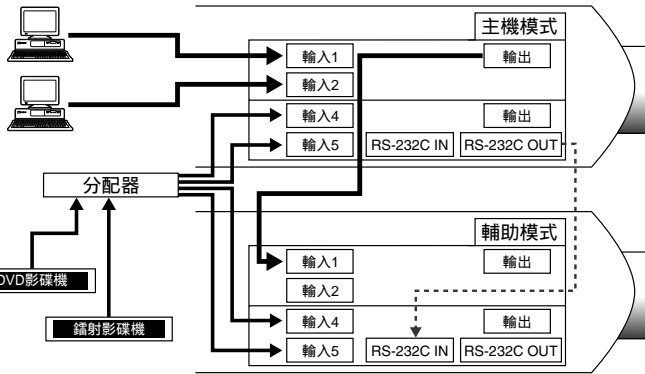 主機模式
輸入1
輸出
輸入2
輸入4
輸出
輸入5
RS-232C IN
RS-232C OUT
分配器
輔助模式
輸入1
輸出
輸入2
DVD影碟機
輸入4
輸出
鐳射影碟機
輸入5
RS-232C IN
RS-232C OUT